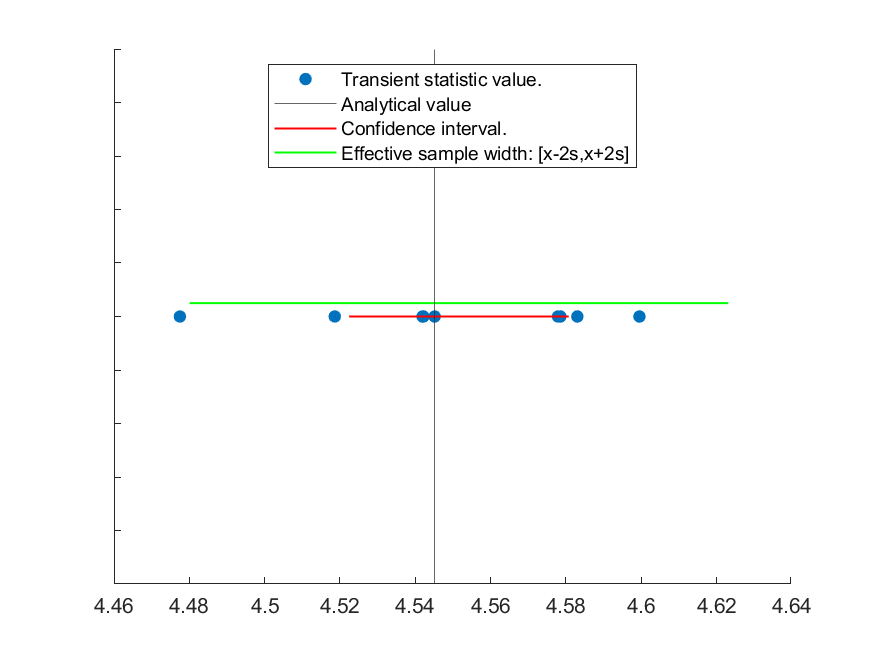 Transient statistic value.
Analytical value
Confidence interval.
Effective sample width: [x-2s,x+2s]
4.46 4.48 4.5 4.52 4.54 4.56 4.58 4.6 4.62 4.64